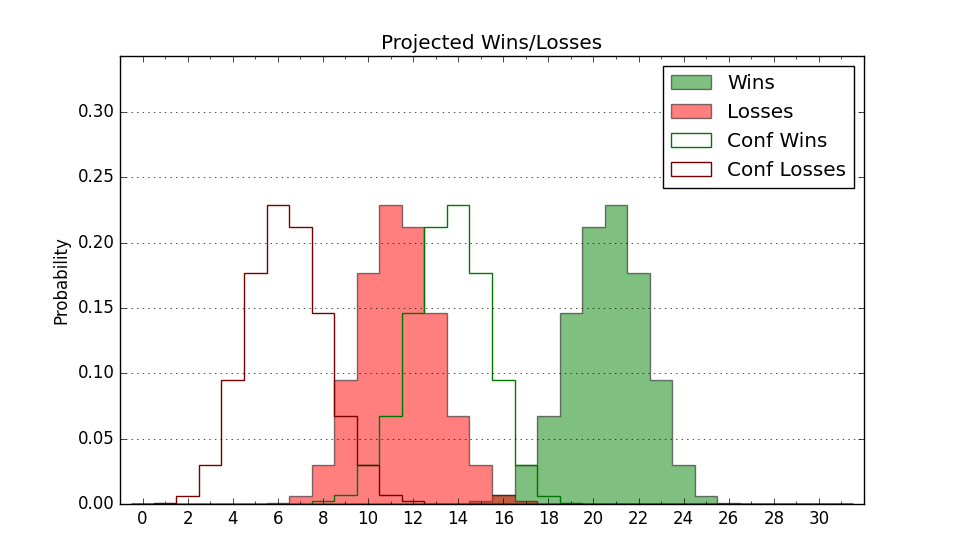 Projected Wins/Losses
Wins
Losses
Conf Wins
Conf Losses
Probability
0.30
0.25
0.20
0.15
0.10
0.05
0.00
0 2 4 6 8 10 12 14 16 18 20 22 24 26 28 30